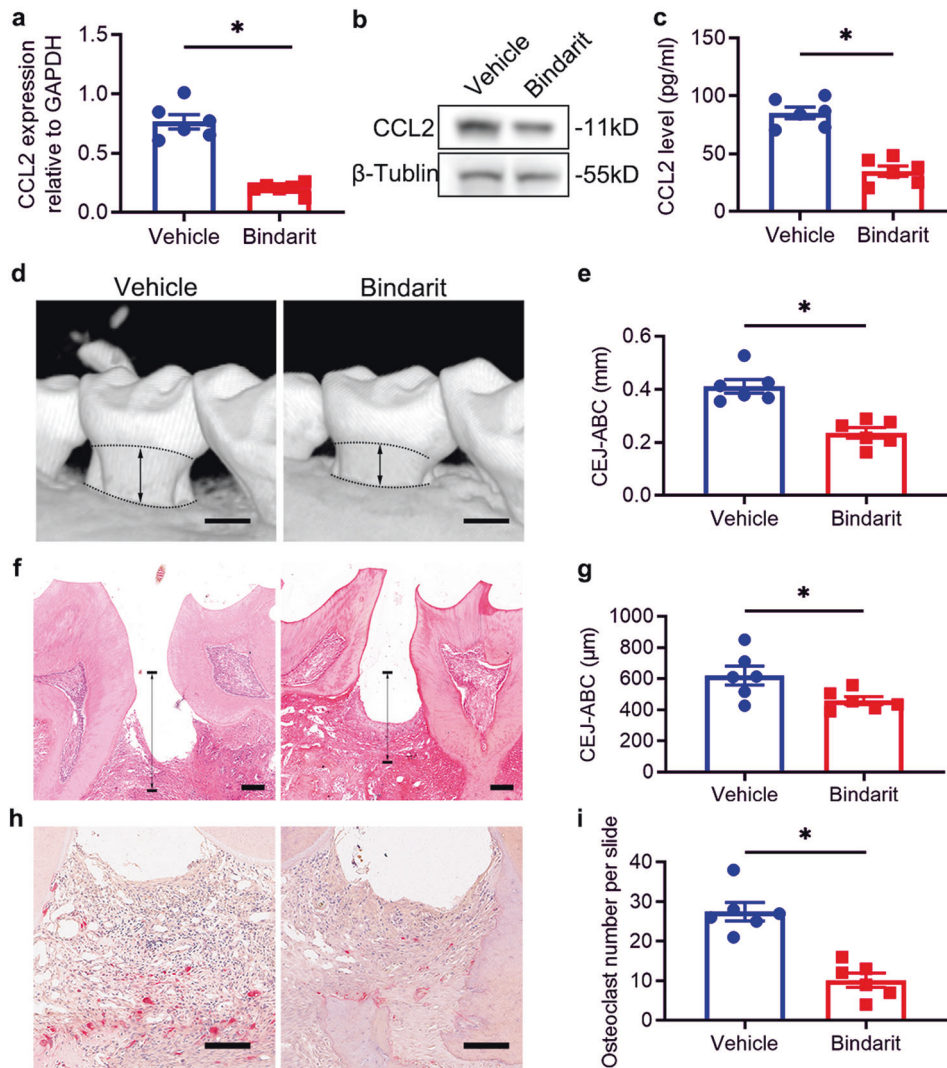 a
CCL2 expression
relative to GAPDH
1.5
1.0
0.5
0.0
*
Vehicle Bindarit
b
Vehicle Bindarit
CCL2 -11kD
β-Tublin -55kD
c
CCL2 level (pg/ml)
150
100
50
0
*
Vehicle Bindarit
d
Vehicle Bindarit
e
CEJ-ABC (mm)
0.6
0.4
0.2
0.0
*
Vehicle Bindarit
f
g
CEJ-ABC (μm)
1000
800
600
400
200
0
*
Vehicle Bindarit
h
i
Osteoclast number per slide
40
30
20
10
0
*
Vehicle Bindarit